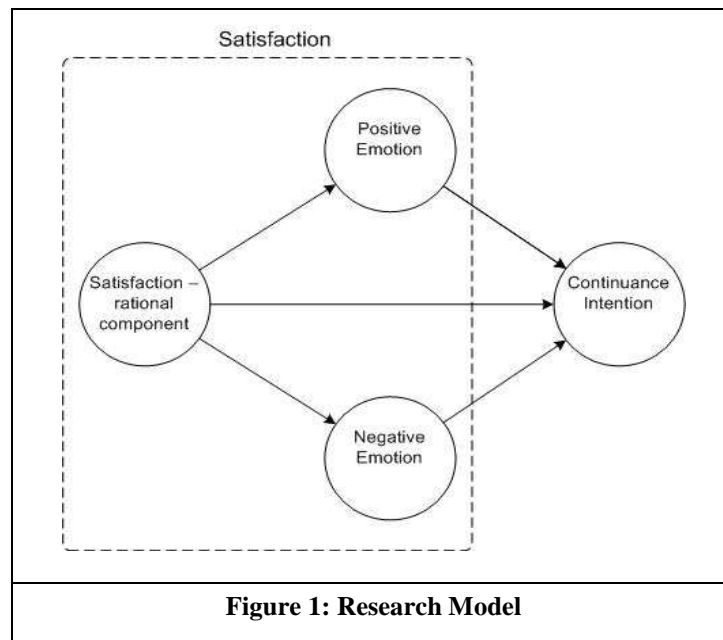 Satisfaction
Positive
Emotion
Satisfaction –
rational
component
Continuance
Intention
Negative
Emotion
Figure 1: Research Model